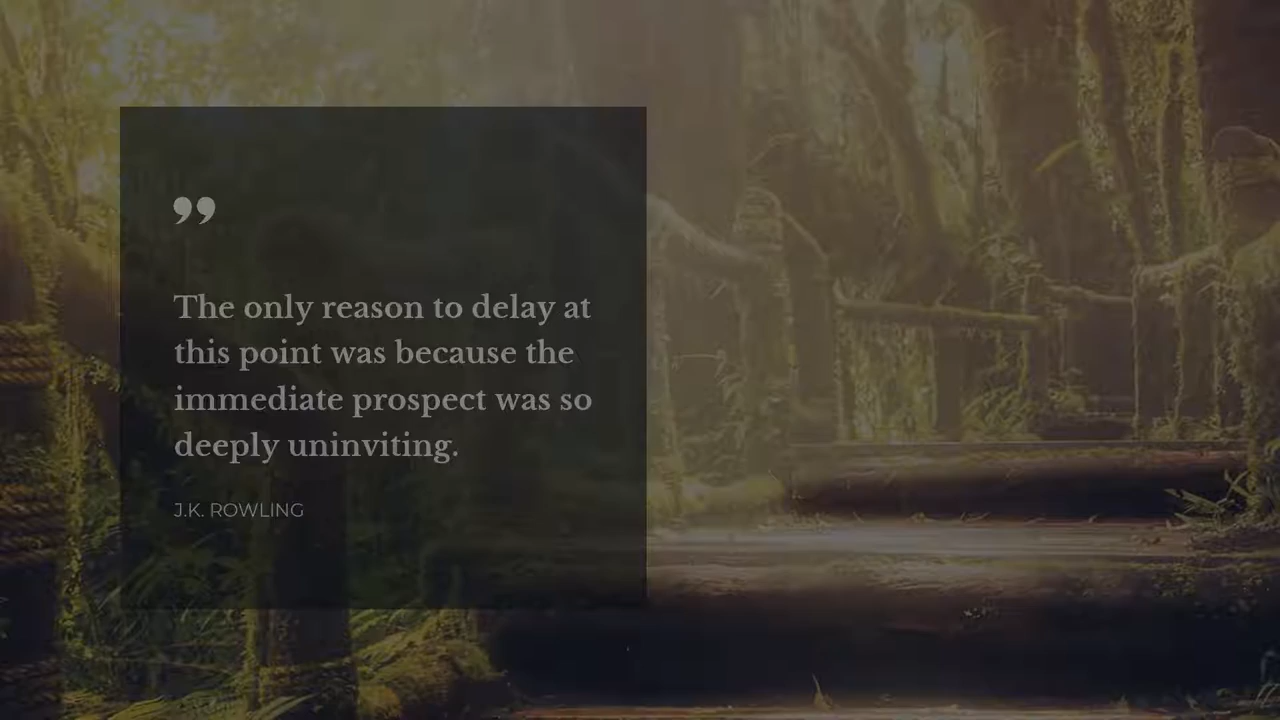 ”
The only reason to delay at
this point was because the
immediate prospect was so
deeply uninviting.
J.K. ROWLING